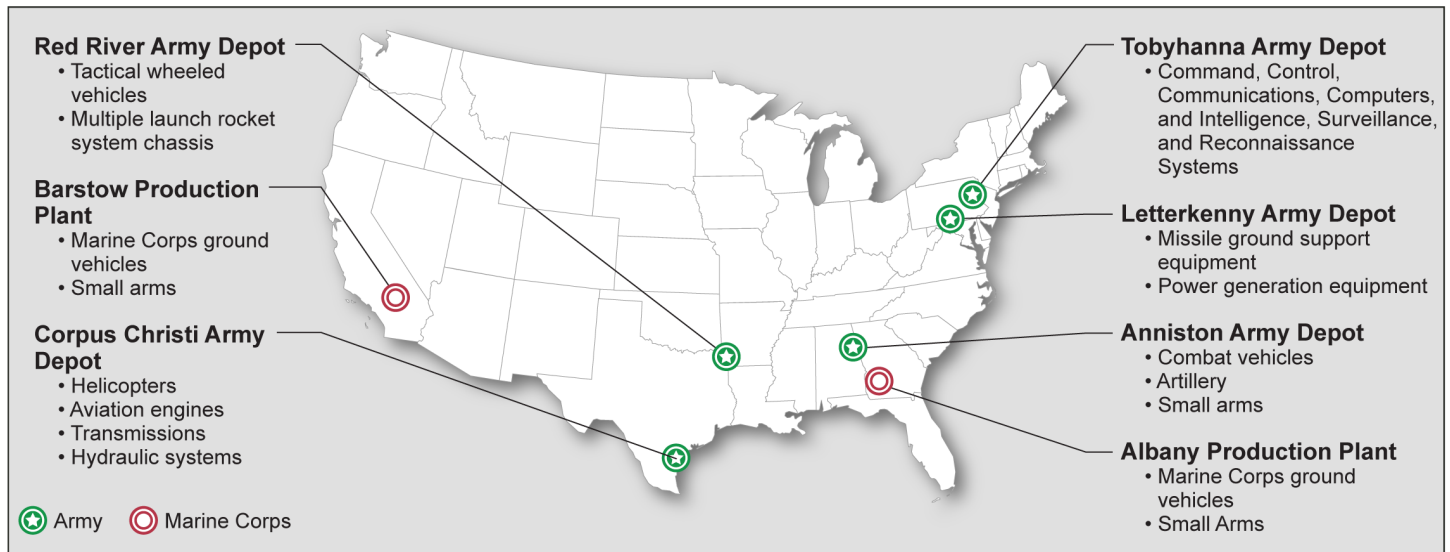 Red River Army Depot
• Tactical wheeled
vehicles
• Multiple launch rocket
system chassis
Barstow Production
Plant
• Marine Corps ground
vehicles
• Small arms
Corpus Christi Army
Depot
• Helicopters
• Aviation engines
• Transmissions
• Hydraulic systems
Army
Marine Corps
Tobyhanna Army Depot
• Command, Control,
Communications, Computers,
and Intelligence, Surveillance,
and Reconnaissance
Systems
Letterkenny Army Depot
• Missile ground support
equipment
• Power generation equipment
Anniston Army Depot
• Combat vehicles
• Artillery
• Small arms
Albany Production Plant
• Marine Corps ground
vehicles
• Small Arms